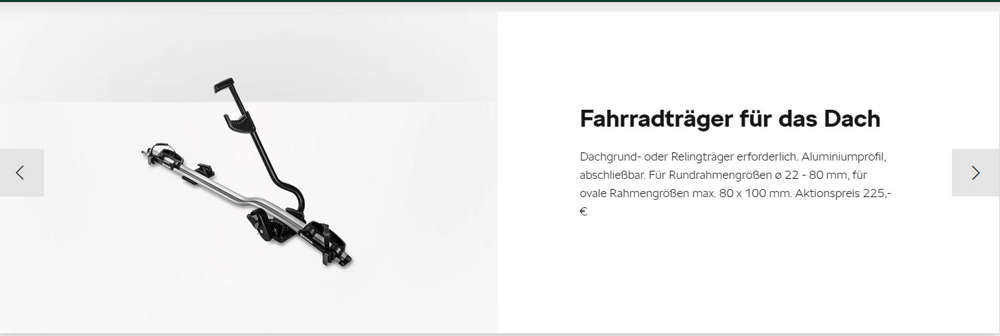 Fahrradträger für das Dach
Dachgrund- oder Relingträger erforderlich. Aluminiumprofil,
abschließbar. Für Rundrahmengrößen ø 22 - 80 mm, für
ovale Rahmengrößen max. 80 x 100 mm. Aktionspreis 225,-
€
ŠKODA